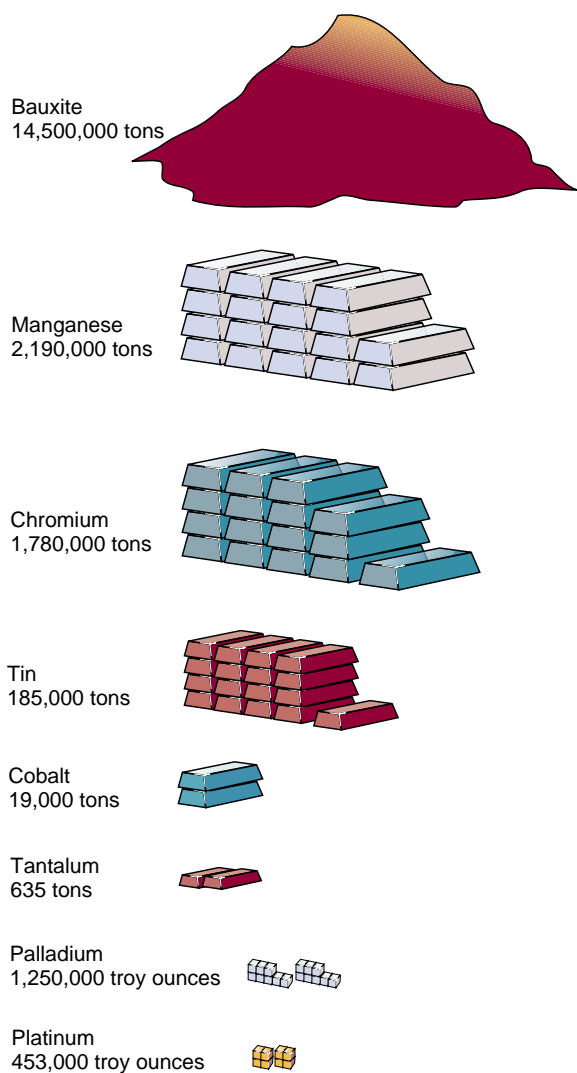 Bauxite
14,500,000 tons
Manganese
2,190,000 tons
Chromium
1,780,000 tons
Tin
185,000 tons
Cobalt
19,000 tons
Tantalum
635 tons
Palladium
1,250,000 troy ounces
Platinum
453,000 troy ounces